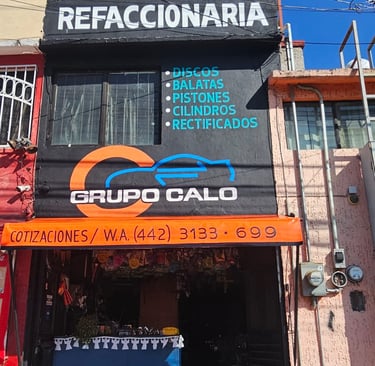 REFACCIONARIA
• DISCOS
• BALATAS
• PISTONES
• CILINDROS
• RECTIFICADOS
GRUPO CALO
COTIZACIONES / W.A. (442) 3133 • 699